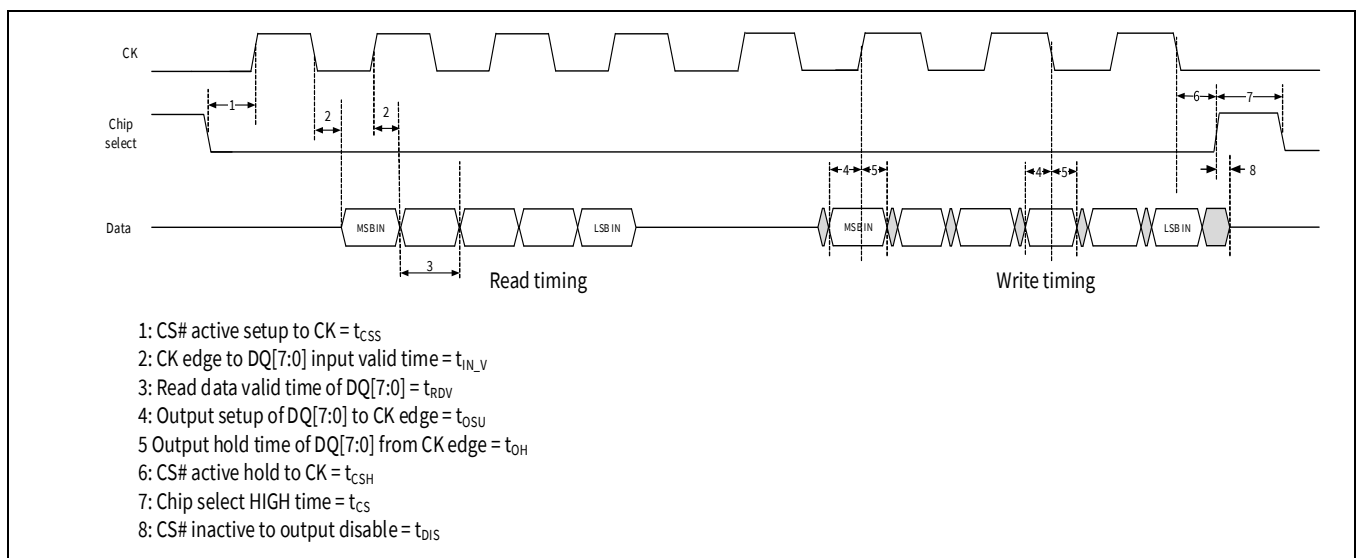 CK
1
2
2
6
7
Chip
select
4
5
4
5
8
Data
MSB IN
LSB IN
MSB IN
LSB IN
3
Read timing
Write timing
1: CS# active setup to CK = tCSS
2: CK edge to DQ[7:0] input valid time = tIN_V
3: Read data valid time of DQ[7:0] = tRDV
4: Output setup of DQ[7:0] to CK edge = tOSU
5 Output hold time of DQ[7:0] from CK edge = tOH
6: CS# active hold to CK = tCSH
7: Chip select HIGH time = tCS
8: CS# inactive to output disable = tDIS